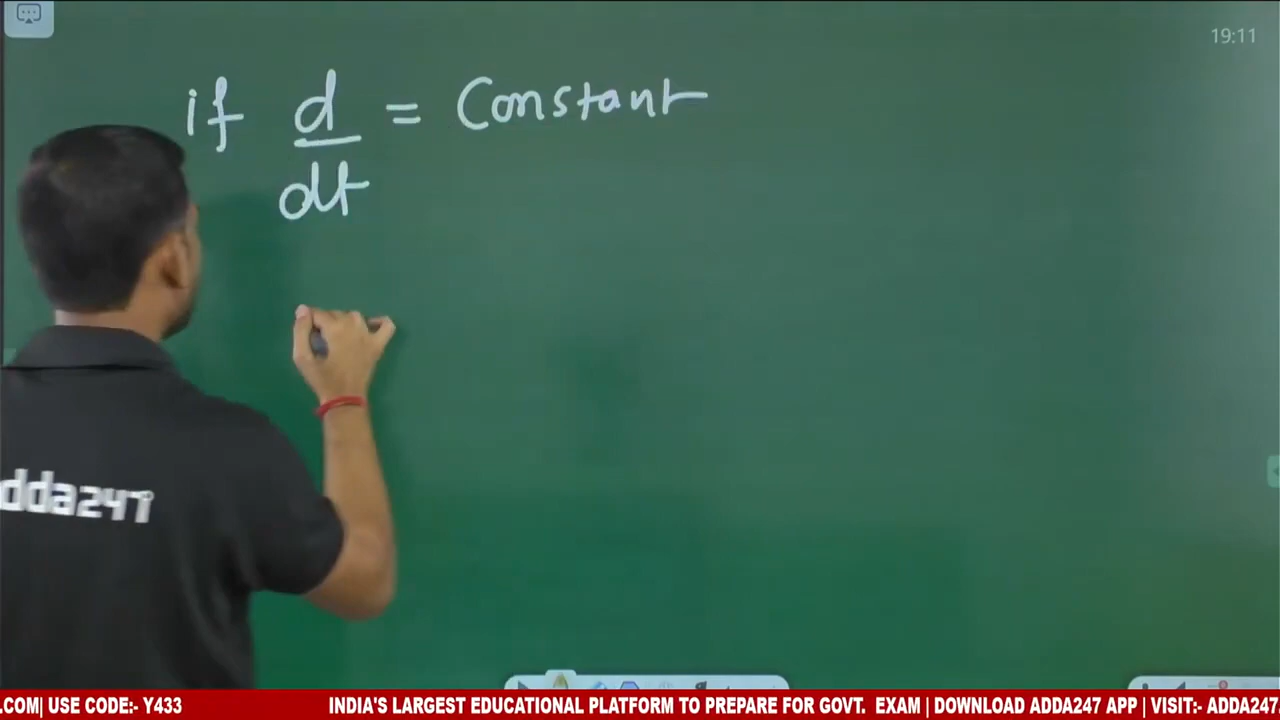 19:11
if d = Constant
dt
adda247
.COM| USE CODE:- Y433 INDIA'S LARGEST EDUCATIONAL PLATFORM TO PREPARE FOR GOVT. EXAM | DOWNLOAD ADDA247 APP | VISIT:- ADDA247